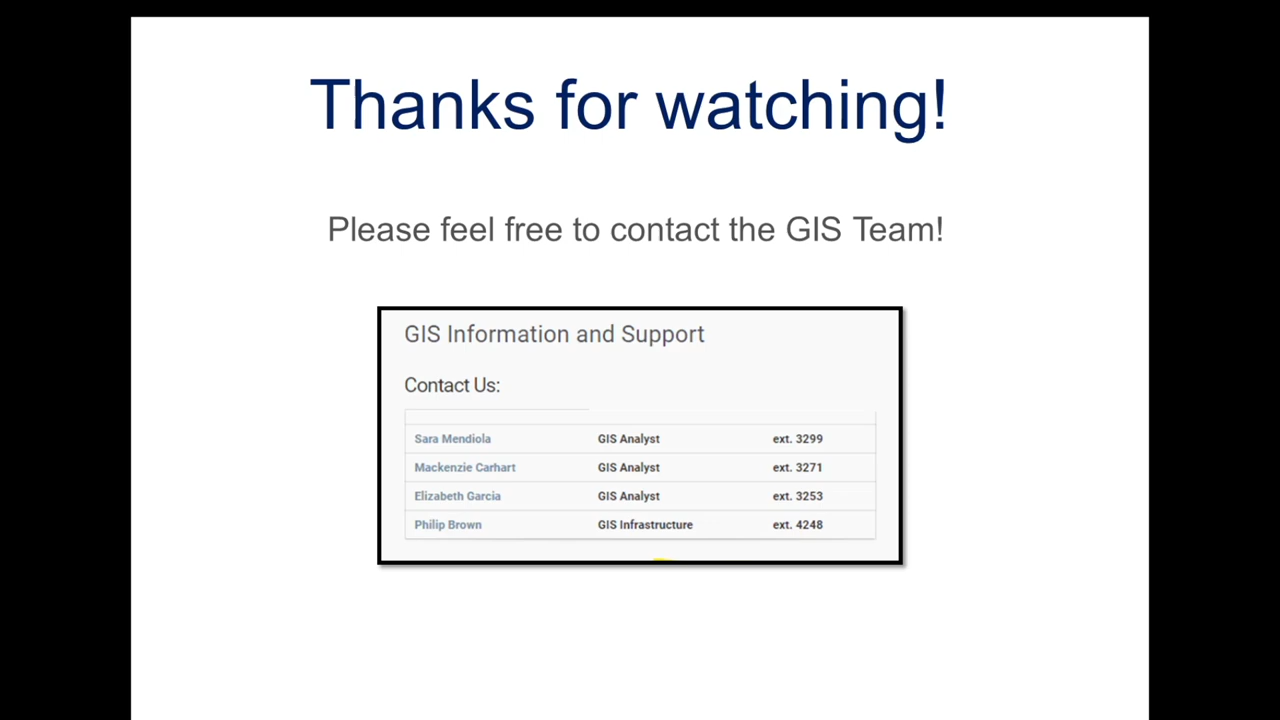 Thanks for watching!
Please feel free to contact the GIS Team!
GIS Information and Support
Contact Us:
Sara Mendiola GIS Analyst ext. 3299
Mackenzie Carhart GIS Analyst ext. 3271
Elizabeth Garcia GIS Analyst ext. 3253
Philip Brown GIS Infrastructure ext. 4248